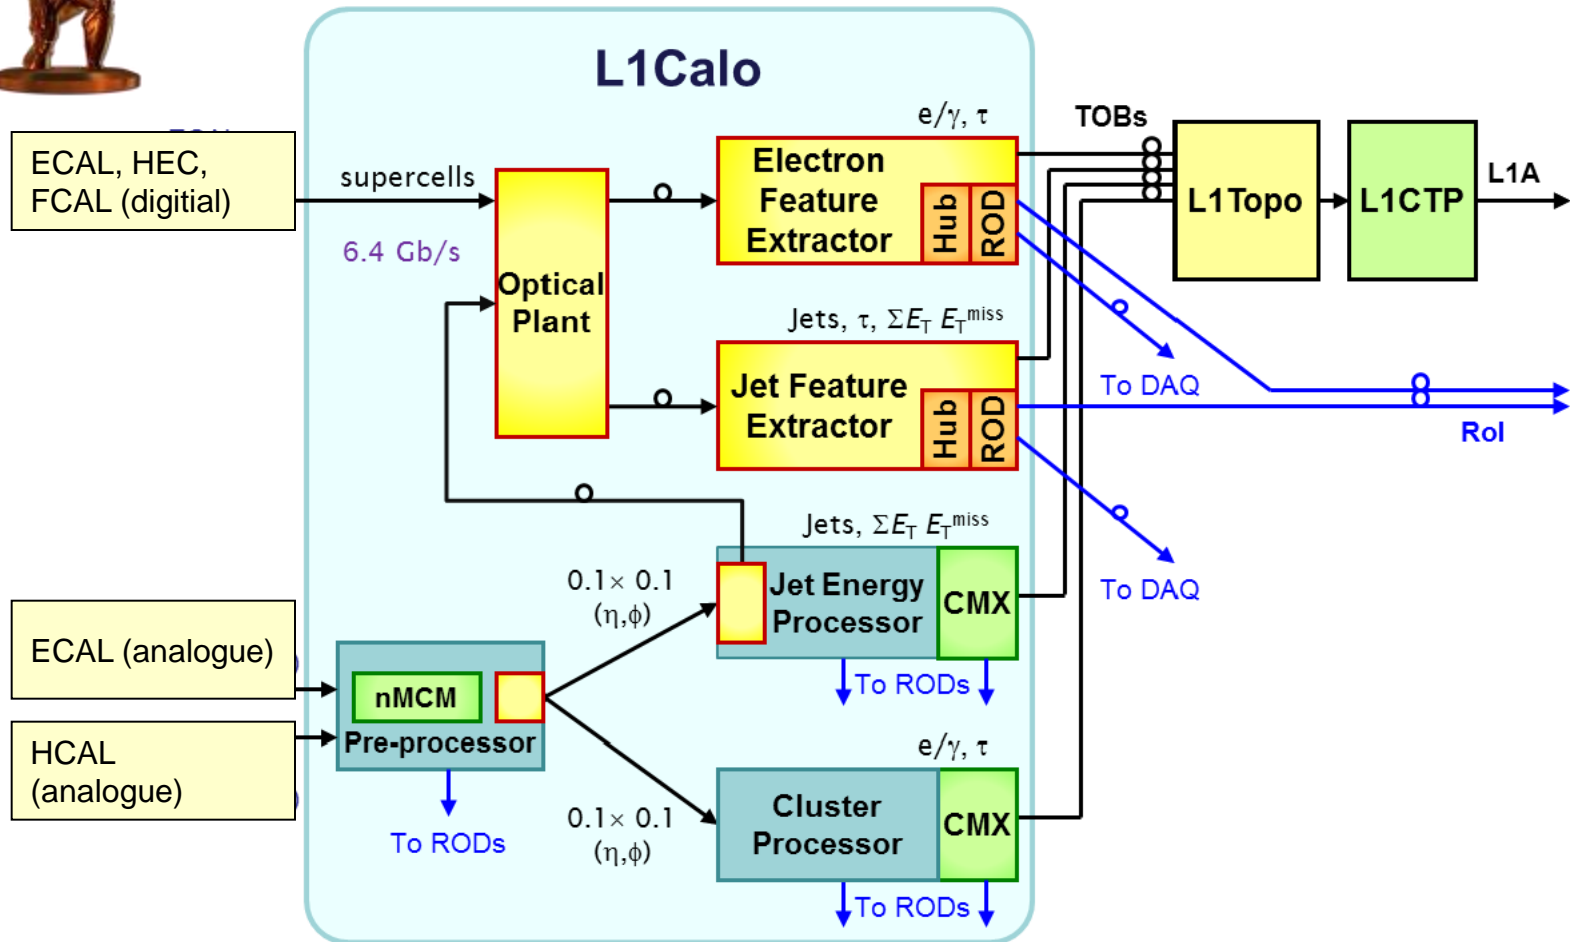 L1Calo
e/γ, τ
TOBs
ECAL, HEC,
FCAL (digitial)
supercells
6.4 Gb/s
Optical
Plant
Electron
Feature
Extractor
Hub
ROD
L1Topo
L1CTP
L1A
Jets, τ, ΣE_T E_T^miss
To DAQ
Jet Feature
Extractor
Hub
ROD
RoI
Jets, ΣE_T E_T^miss
0.1× 0.1
(η,ϕ)
Jet Energy
Processor
CMX
To DAQ
To RODs
ECAL (analogue)
nMCM
Pre-processor
HCAL
(analogue)
To RODs
e/γ, τ
0.1× 0.1
(η,ϕ)
Cluster
Processor
CMX
To RODs